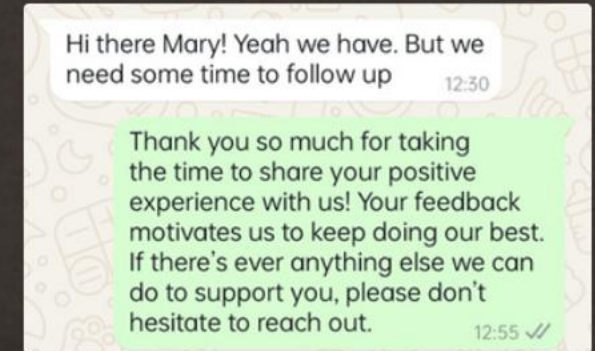 Hi there Mary! Yeah we have. But we
need some time to follow up
12:30
Thank you so much for taking
the time to share your positive
experience with us! Your feedback
motivates us to keep doing our best.
If there's ever anything else we can
do to support you, please don't
hesitate to reach out.
12:55